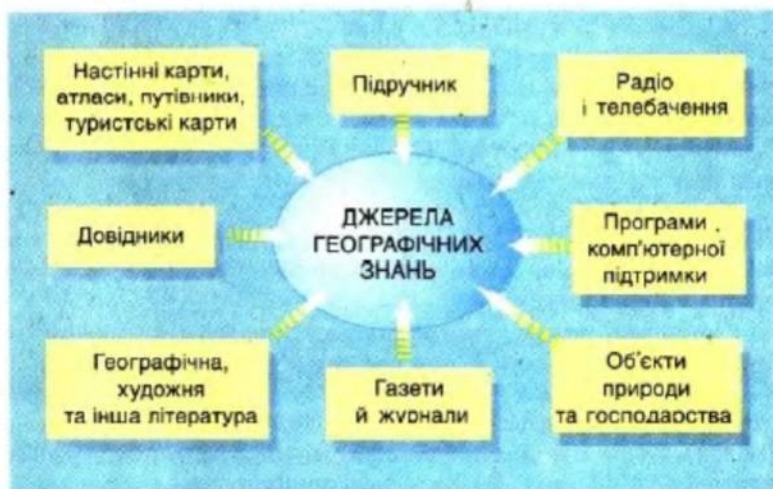 Настінні карти,
атласи, путівники,
туристські карти
Підручник
Радіо
і телебачення
Довідники
ДЖЕРЕЛА
ГЕОГРАФІЧНИХ
ЗНАНЬ
Програми
комп'ютерної
підтримки
Географічна,
художня
та інша література
Газети
й журнали
Об'єкти
природи
та господарства